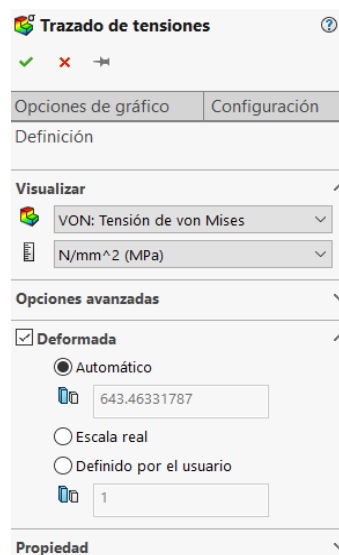 Trazado de tensiones
Opciones de gráfico Configuración
Definición
Visualizar
VON: Tensión de von Mises
N/mm^2 (MPa)
Opciones avanzadas
Deformada
Automático
643.46331787
Escala real
Definido por el usuario
1
Propiedad